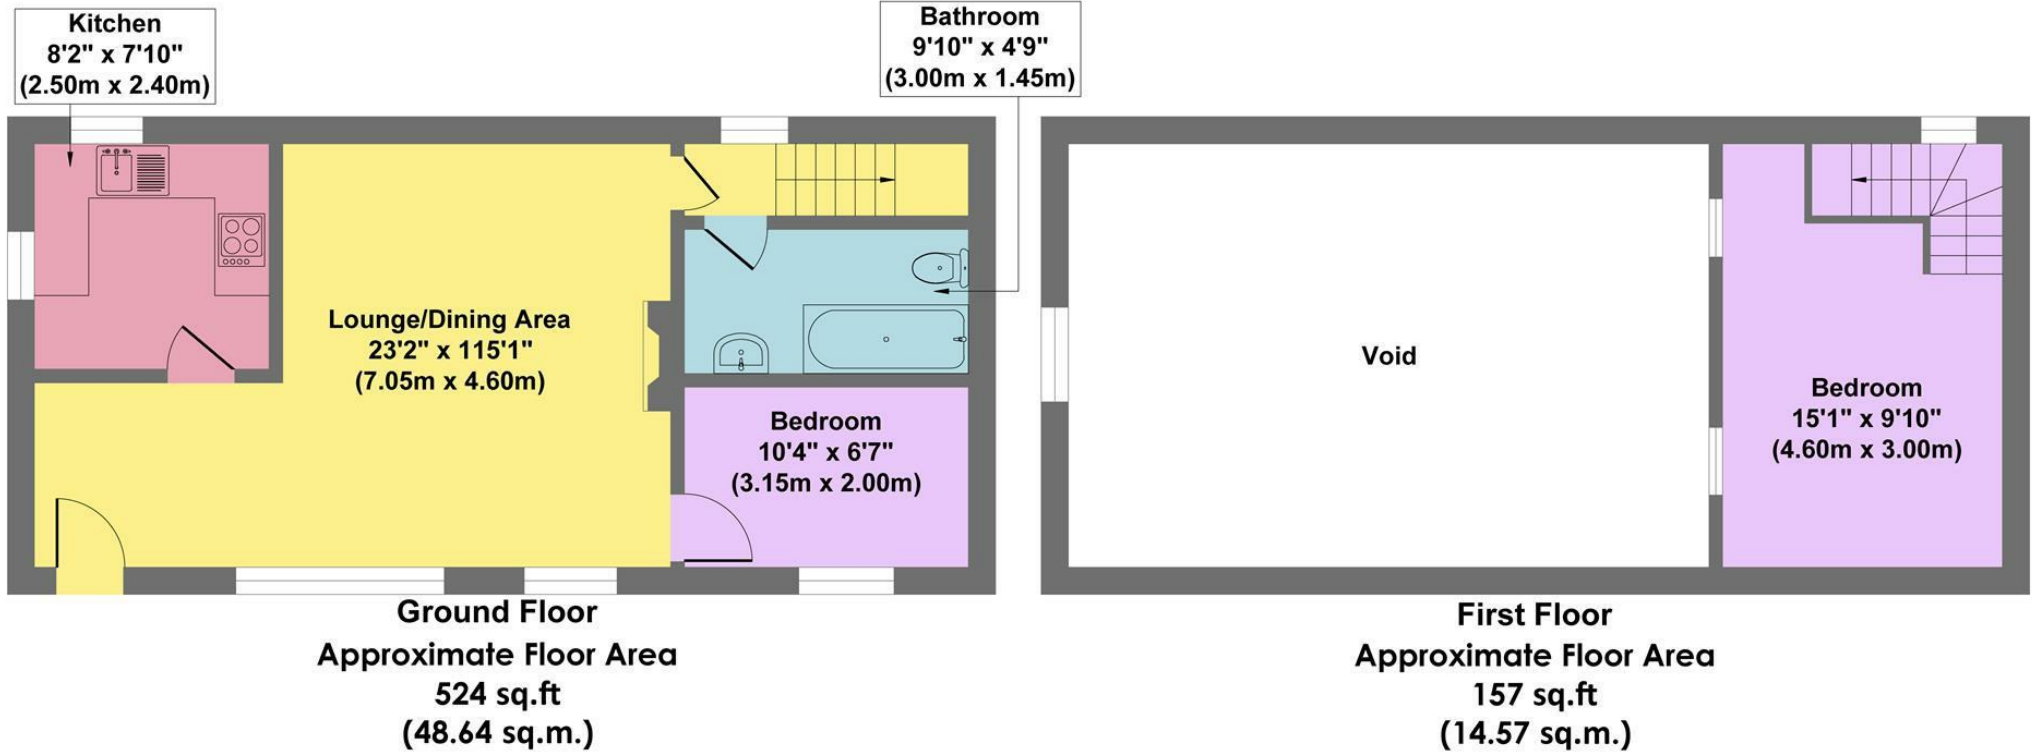 Kitchen
8'2" x 7'10"
(2.50m x 2.40m)
Bathroom
9'10" x 4'9"
(3.00m x 1.45m)
Lounge/Dining Area
23'2" x 115'1"
(7.05m x 4.60m)
Bedroom
10'4" x 6'7"
(3.15m x 2.00m)
Void
Bedroom
15'1" x 9'10"
(4.60m x 3.00m)
Ground Floor
Approximate Floor Area
524 sq.ft
(48.64 sq.m.)
First Floor
Approximate Floor Area
157 sq.ft
(14.57 sq.m.)